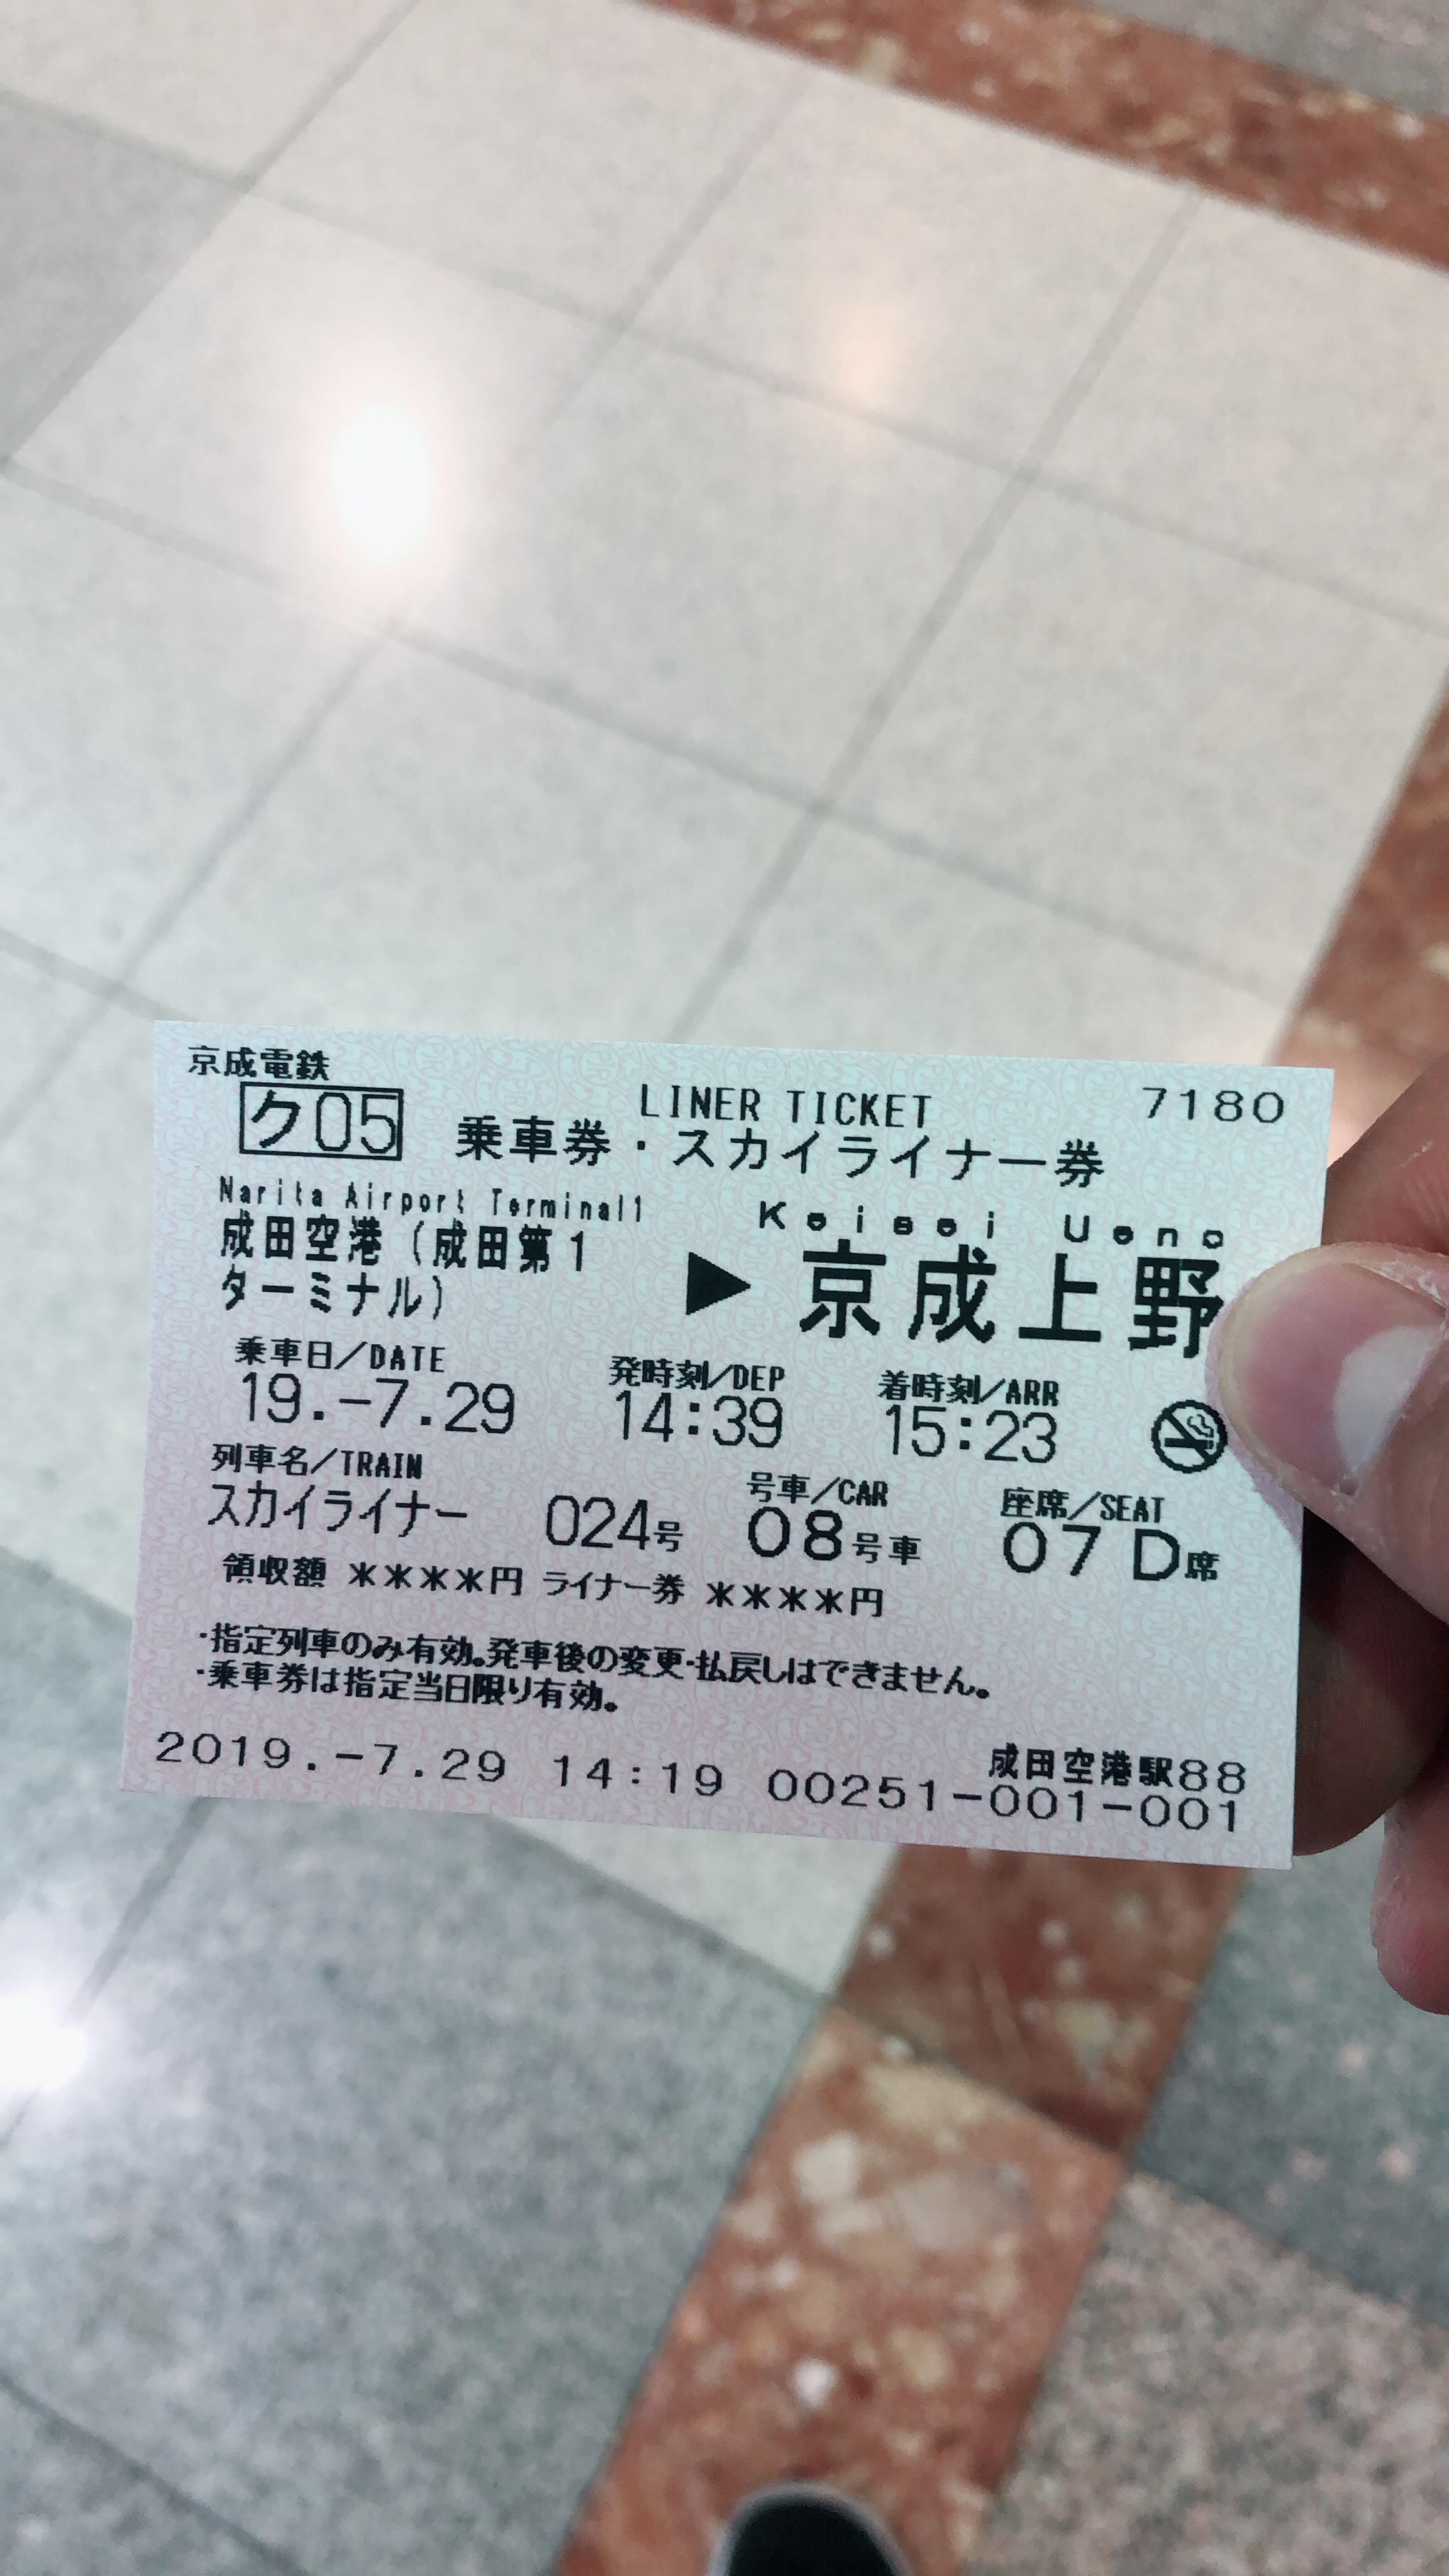 京成電鉄
ク05 LINER TICKET 7180
乗車券・スカイライナー券
Narita Airport Terminal1 Keisei Ueno
成田空港(成田第1
ターミナル) ▶ 京成上野
乗車日/DATE 発時刻/DEP 着時刻/ARR
19.-7.29 14:39 15:23
列車名/TRAIN 号車/CAR 座席/SEAT
スカイライナー 024号 08号車 07D席
領収額 ****円 ライナー券 ****円
・指定列車のみ有効。発車後の変更・払戻しはできません。
・乗車券は指定当日限り有効。
成田空港駅88
2019.-7.29 14:19 00251-001-001